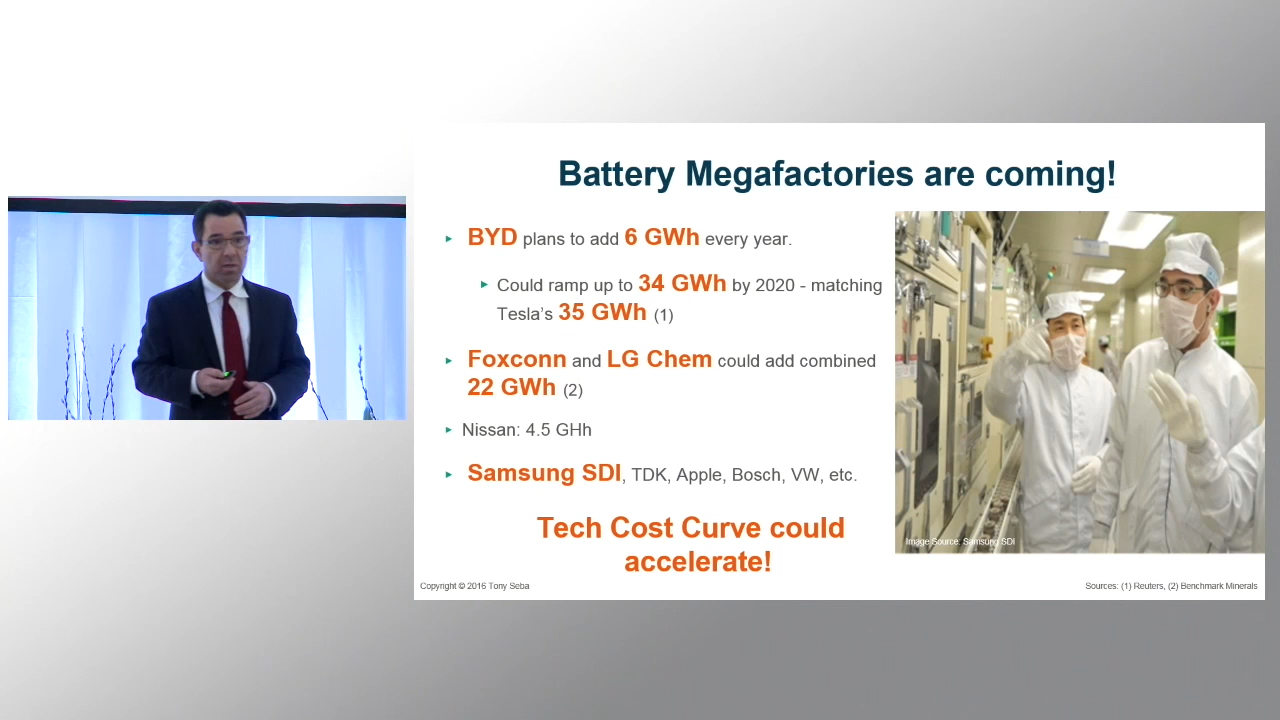 Battery Megafactories are coming!
BYD plans to add 6 GWh every year.
Could ramp up to 34 GWh by 2020 - matching
Tesla's 35 GWh (1)
Foxconn and LG Chem could add combined
22 GWh (2)
Nissan: 4.5 GHh
Samsung SDI, TDK, Apple, Bosch, VW, etc.
Tech Cost Curve could
accelerate!
Image Source: Samsung SDI
Copyright © 2016 Tony Seba
Sources: (1) Reuters, (2) Benchmark Minerals